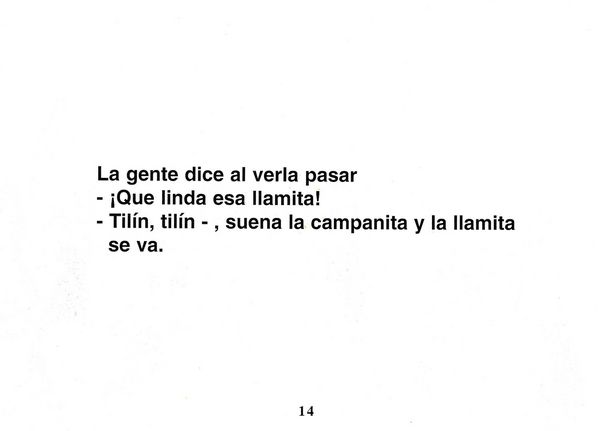 La gente dice al verla pasar
- ¡Que linda esa llamita!
- Tilín, tilín - , suena la campanita y la llamita
se va.
14